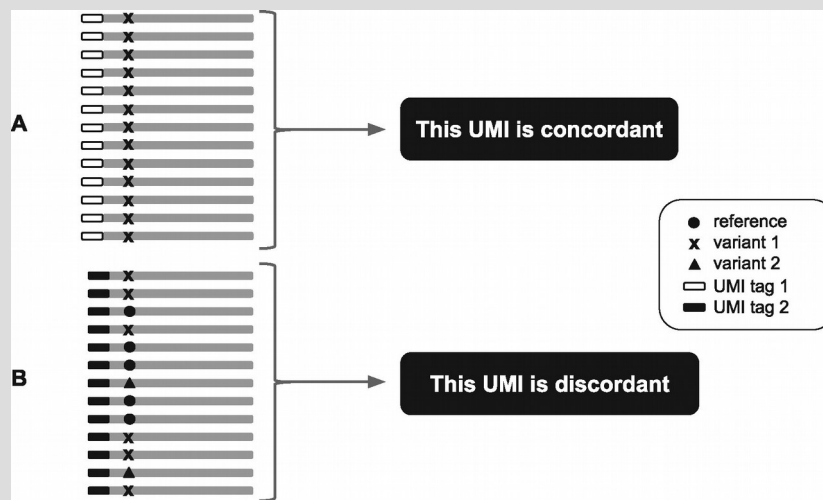 A
This UMI is concordant
reference
x variant 1
variant 2
UMI tag 1
UMI tag 2
B
This UMI is discordant